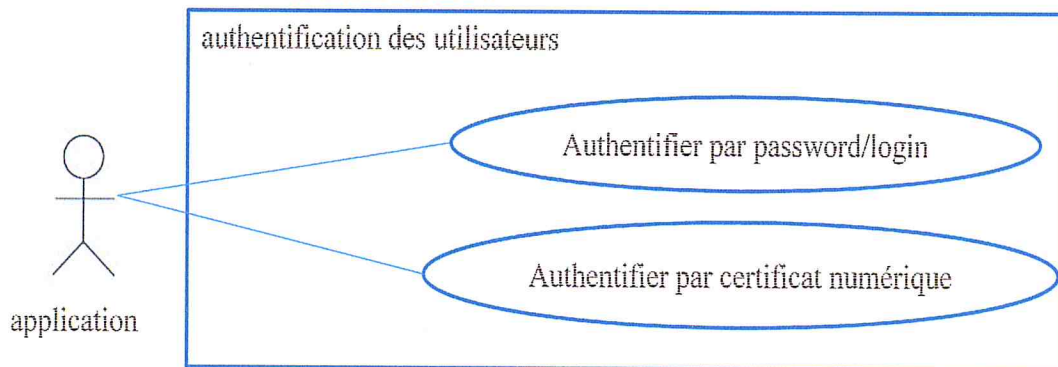 authentification des utilisateurs
Authentifier par password/login
Authentifier par certificat numérique
application